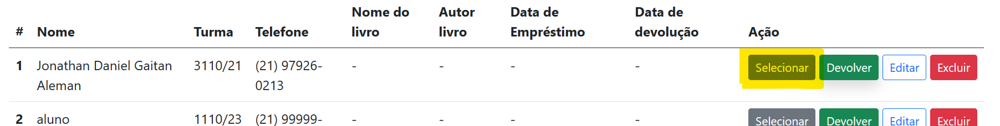 # Nome Turma Telefone Nome do livro Autor livro Data de Empréstimo Data de devolução Ação
1 Jonathan Daniel Gaitan Aleman 3110/21 (21) 97926-0213 - - - - Selecionar Devolver Editar Excluir
2 aluno 1110/23 (21) 99999- - - - - Selecionar Devolver Editar Excluir